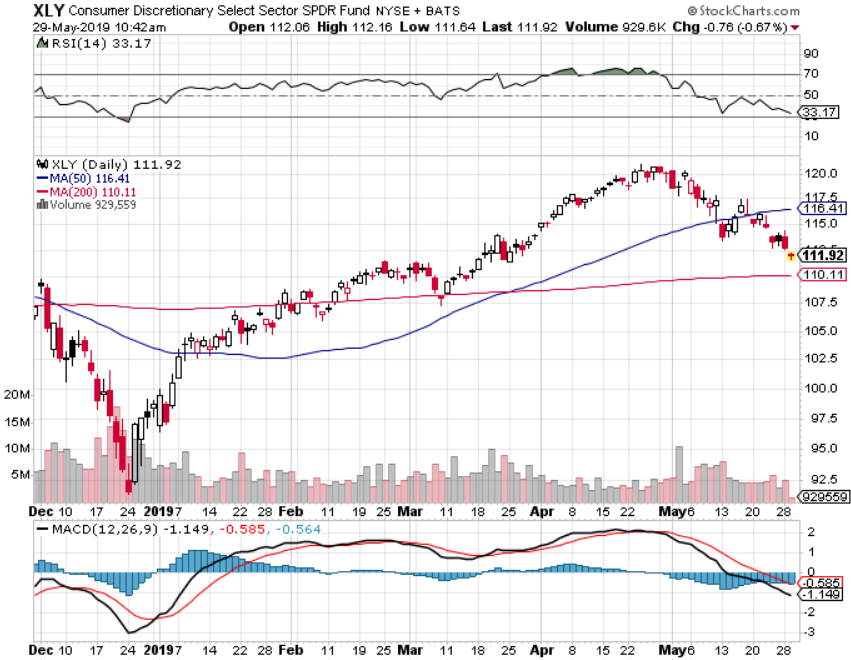 XLY Consumer Discretionary Select Sector SPDR Fund NYSE + BATS © StockCharts.com
29-May-2019 10:42am Open 112.06 High 112.16 Low 111.64 Last 111.92 Volume 929.6K Chg -0.76 (-0.67%)
RSI(14) 33.17
90
70
50
33.17
10
XLY (Daily) 111.92
MA(50) 116.41
MA(200) 110.11
Volume 929,559
120.0
117.5
116.41
115.0
111.92
110.11
107.5
105.0
102.5
100.0
97.5
95.0
92.5
929559
20M
15M
10M
5M
Dec 10 17 24 2019 7 14 22 28 Feb 11 19 25 Mar 11 18 25 Apr 8 15 22 May 6 13 20 28
MACD(12,26,9) -1.149, -0.585, -0.564
2
1
0
-0.585
-1.149
-2
-3
Dec 10 17 24 2019 7 14 22 28 Feb 11 19 25 Mar 11 18 25 Apr 8 15 22 May 6 13 20 28